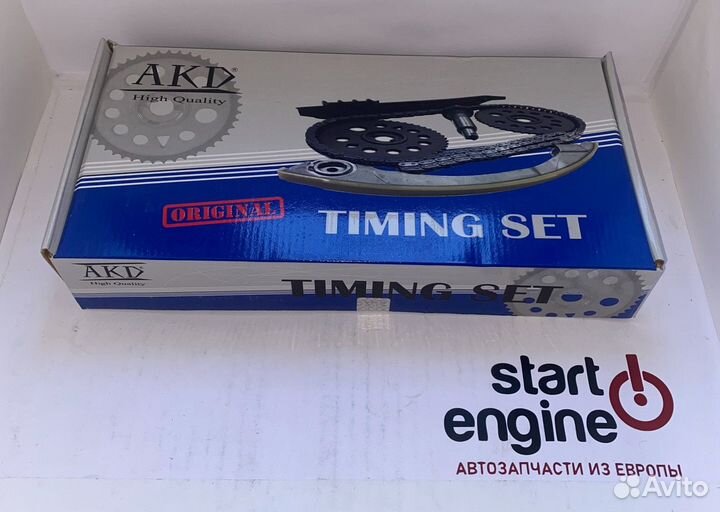 AKD®
High Quality
ORIGINAL
TIMING SET
AKD
High Quality
TIMING SET
start
engine
АВТОЗАПЧАСТИ ИЗ ЕВРОПЫ
Avito